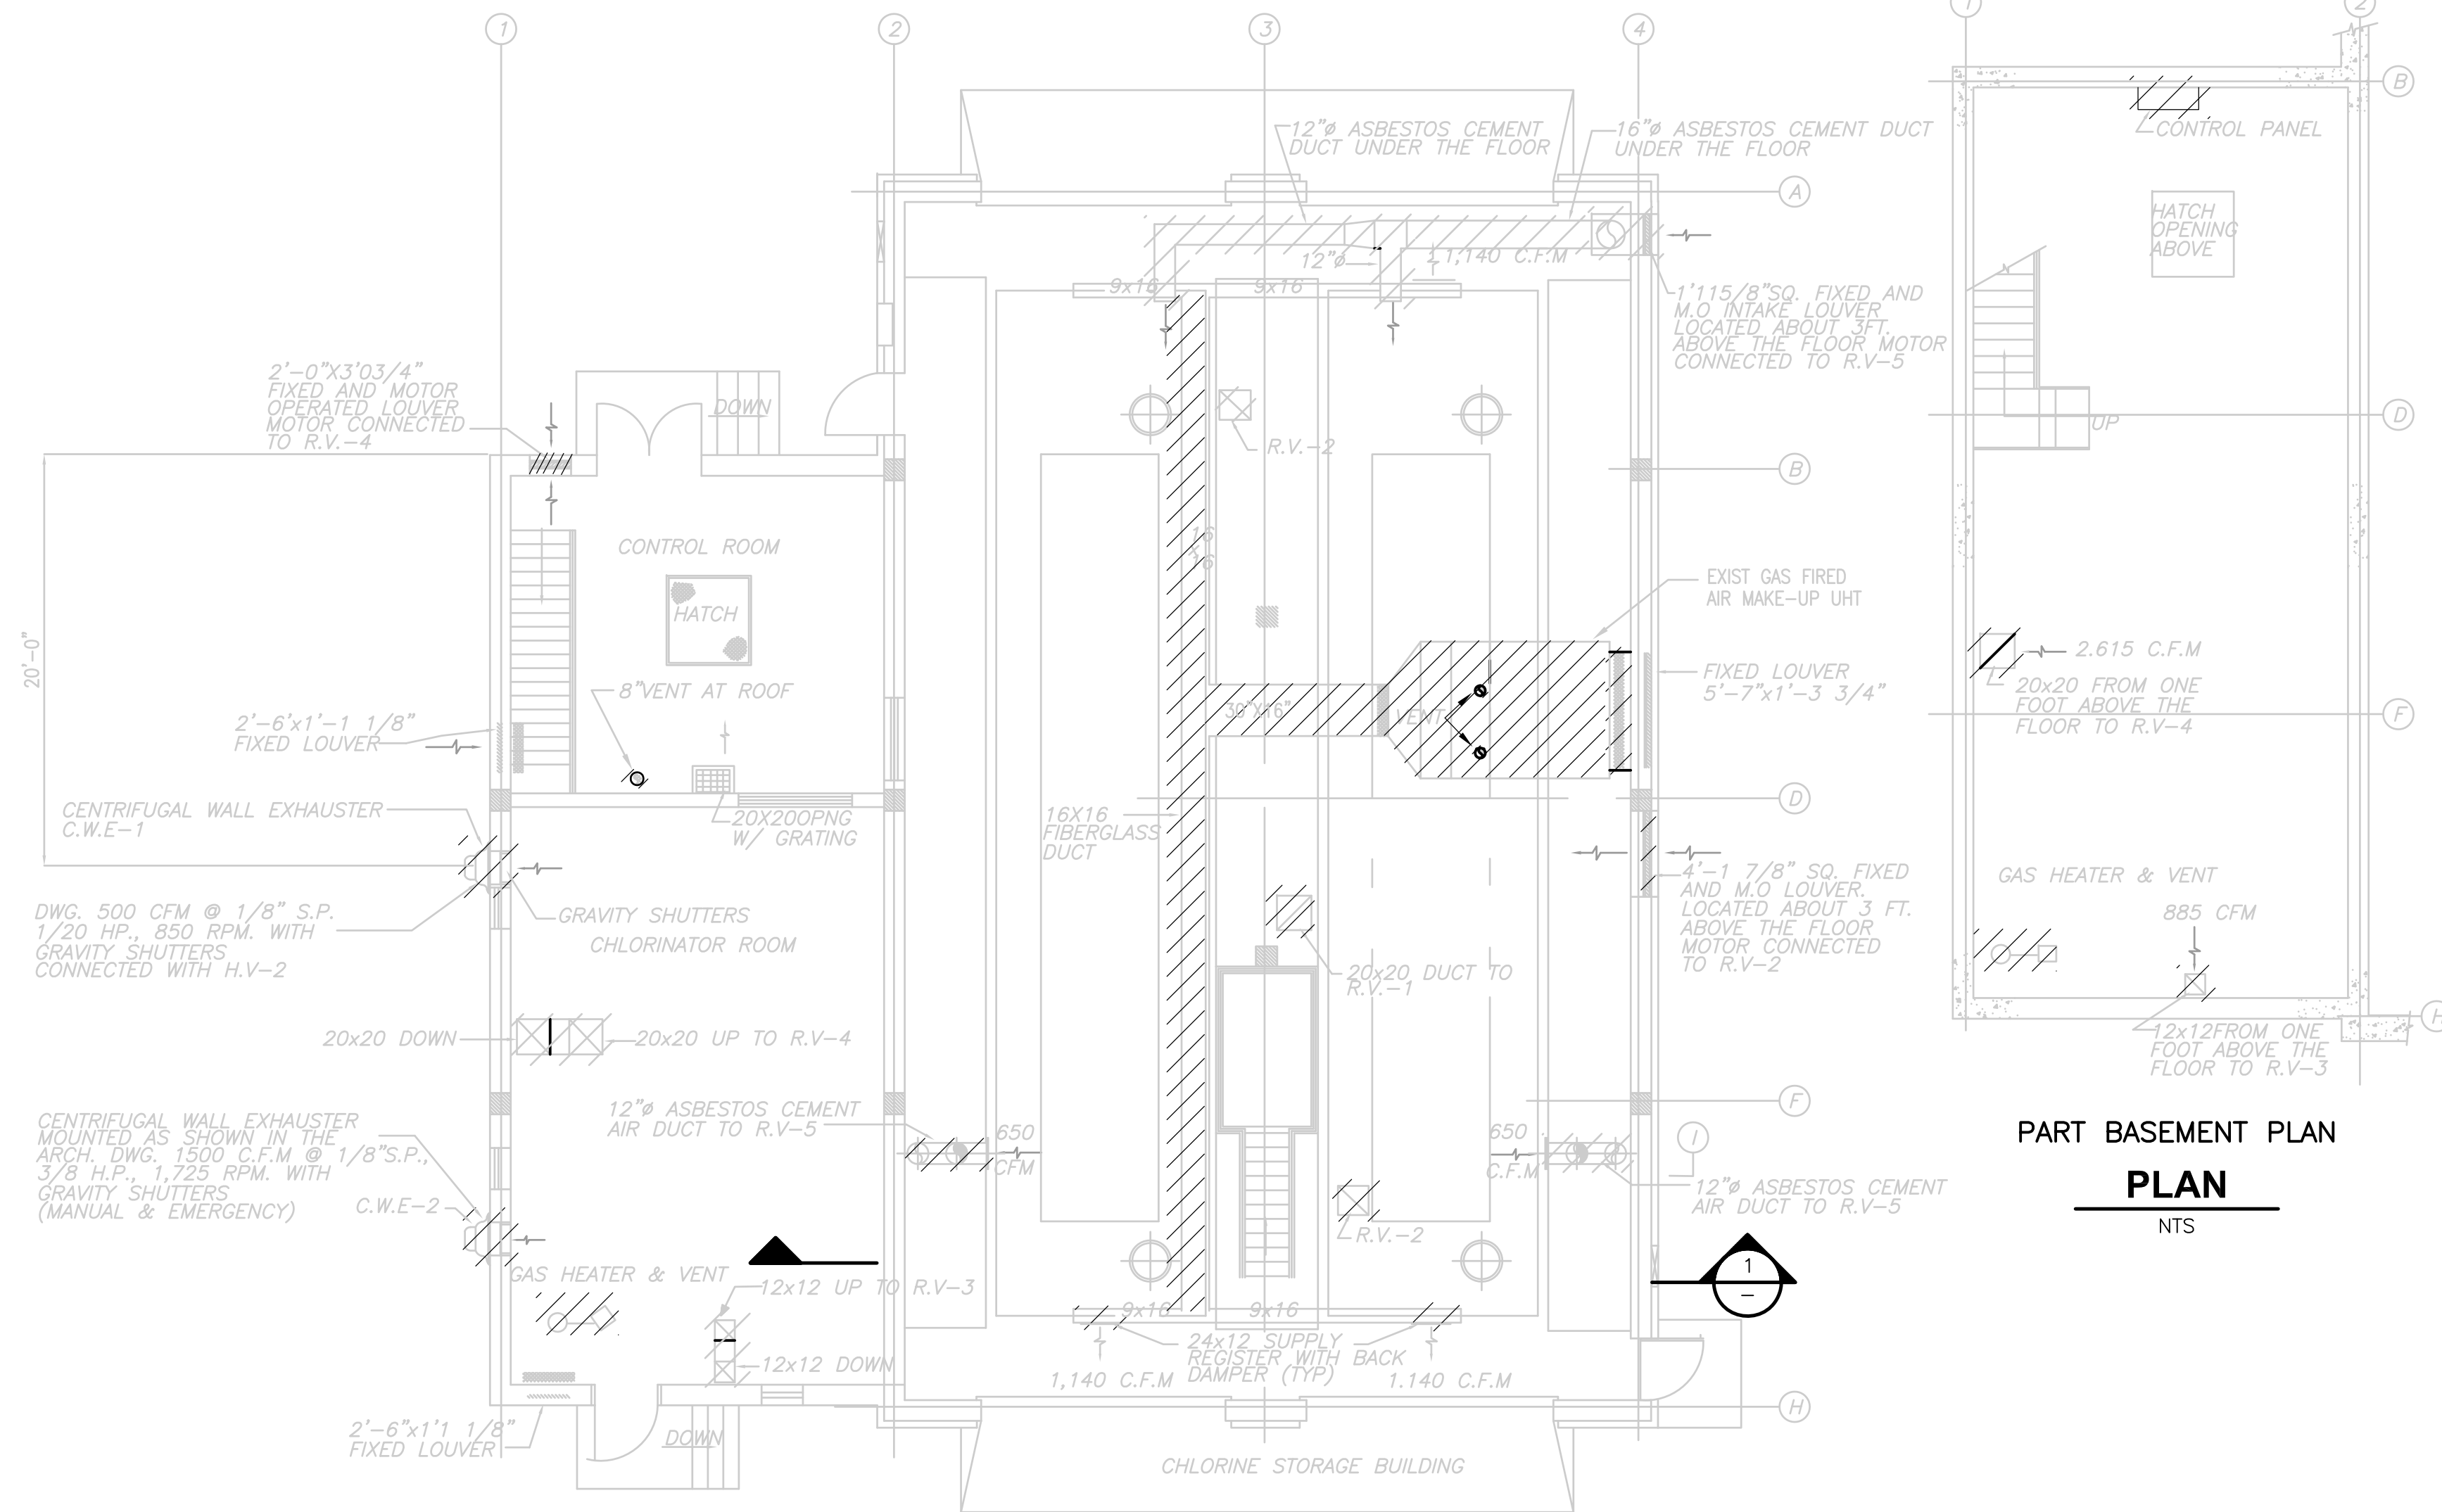 1
2
3
4
1
2
B
12"ø ASBESTOS CEMENT
DUCT UNDER THE FLOOR
16"ø ASBESTOS CEMENT DUCT
UNDER THE FLOOR
CONTROL PANEL
A
HATCH
OPENING
ABOVE
12"ø
1,140 C.F.M
9x16
9x16
1'115/8"SQ. FIXED AND
M.O INTAKE LOUVER
LOCATED ABOUT 3FT.
ABOVE THE FLOOR MOTOR
CONNECTED TO R.V-5
2'-0"X3'03/4"
FIXED AND MOTOR
OPERATED LOUVER
MOTOR CONNECTED
TO R.V.-4
DOWN
R.V.-2
UP
D
B
CONTROL ROOM
16
x
16
HATCH
EXIST GAS FIRED
AIR MAKE-UP UHT
20'-0"
2.615 C.F.M
8"VENT AT ROOF
FIXED LOUVER
5'-7"x1'-3 3/4"
20x20 FROM ONE
FOOT ABOVE THE
FLOOR TO R.V-4
30"X16"
VENT
F
2'-6'x1'-1 1/8"
FIXED LOUVER
D
CENTRIFUGAL WALL EXHAUSTER
C.W.E-1
20X20OPNG
W/ GRATING
16X16
FIBERGLASS
DUCT
4'-1 7/8" SQ. FIXED
AND M.O LOUVER.
LOCATED ABOUT 3 FT.
ABOVE THE FLOOR
MOTOR CONNECTED
TO R.V-2
GAS HEATER & VENT
885 CFM
DWG. 500 CFM @ 1/8" S.P.
1/20 HP., 850 RPM. WITH
GRAVITY SHUTTERS
CONNECTED WITH H.V-2
GRAVITY SHUTTERS
CHLORINATOR ROOM
20x20 DUCT TO
R.V.-1
20x20 DOWN
20x20 UP TO R.V-4
H
12x12FROM ONE
FOOT ABOVE THE
FLOOR TO R.V-3
CENTRIFUGAL WALL EXHAUSTER
MOUNTED AS SHOWN IN THE
ARCH. DWG. 1500 C.F.M @ 1/8"S.P.,
3/8 H.P., 1,725 RPM. WITH
GRAVITY SHUTTERS
(MANUAL & EMERGENCY)
12"ø ASBESTOS CEMENT
AIR DUCT TO R.V-5
650
CFM
650
C.F.M
F
I
PART BASEMENT PLAN
PLAN
NTS
C.W.E-2
12"ø ASBESTOS CEMENT
AIR DUCT TO R.V-5
R.V.-2
1
-
GAS HEATER & VENT
12x12 UP TO R.V-3
9x16
9x16
24x12 SUPPLY
REGISTER WITH BACK
DAMPER (TYP)
12x12 DOWN
1,140 C.F.M
1.140 C.F.M
H
2'-6"x1'1 1/8"
FIXED LOUVER
DOWN
CHLORINE STORAGE BUILDING